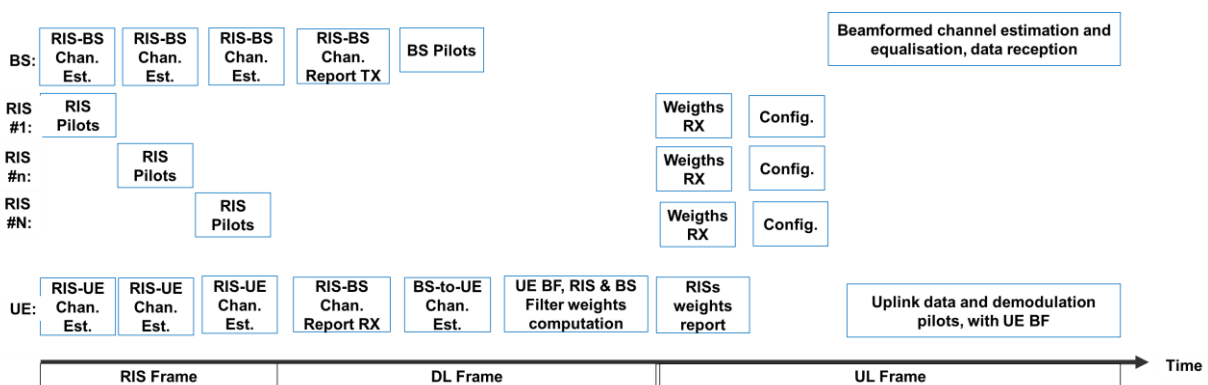 BS:
RIS-BS
Chan.
Est.
RIS-BS
Chan.
Est.
RIS-BS
Chan.
Est.
RIS-BS
Chan.
Report TX
BS Pilots
Beamformed channel estimation and
equalisation, data reception
RIS
#1:
RIS
Pilots
Weigths
RX
Config.
RIS
#n:
RIS
Pilots
Weigths
RX
Config.
RIS
#N:
RIS
Pilots
Weigths
RX
Config.
UE:
RIS-UE
Chan.
Est.
RIS-UE
Chan.
Est.
RIS-UE
Chan.
Est.
RIS-BS
Chan.
Report RX
BS-to-UE
Chan.
Est.
UE BF, RIS & BS
Filter weights
computation
RISs
weights
report
Uplink data and demodulation
pilots, with UE BF
Time
RIS Frame
DL Frame
UL Frame